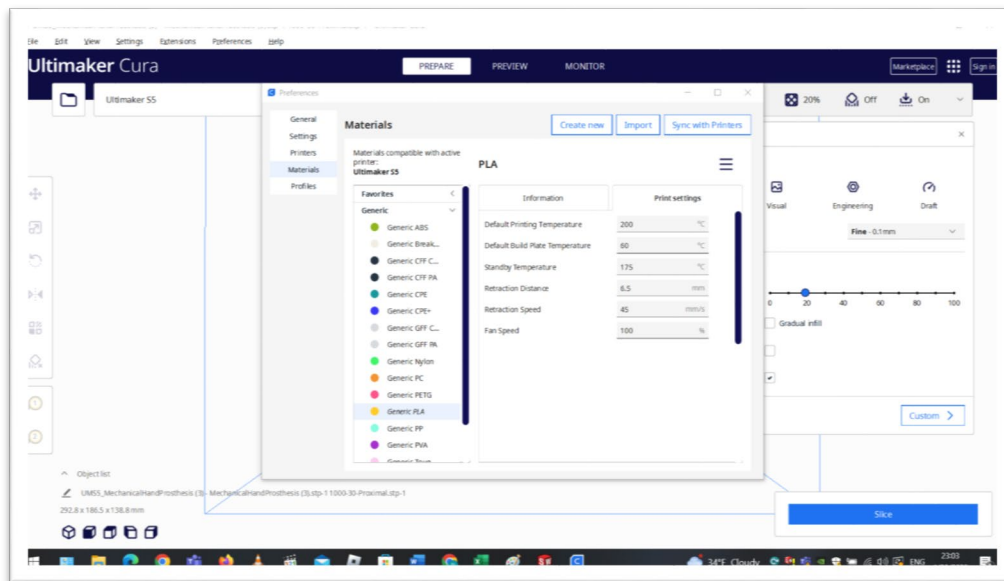 File Edit View Settings Extensions Preferences Help
Ultimaker Cura PREPARE PREVIEW MONITOR Marketplace Sign in
Ultimaker S5
20% Off On
Preferences
General
Settings
Printers
Materials
Profiles
Materials
Create new Import Sync with Printers
Materials compatible with active
printer:
Ultimaker S5
Favorites
Generic
Generic ABS
Generic Break...
Generic CFF C...
Generic CFF PA
Generic CPE
Generic CPE+
Generic GFF C...
Generic GFF PA
Generic Nylon
Generic PC
Generic PETG
Generic PLA
Generic PP
Generic PVA
PLA
Information Print settings
Default Printing Temperature 200 °C
Default Build Plate Temperature 60 °C
Standby Temperature 175 °C
Retraction Distance 6.5 mm
Retraction Speed 45 mm/s
Fan Speed 100 %
Visual Engineering Draft
Fine - 0.1mm
0 20 40 60 80 100
Gradual infill
Custom
Object list
UMSS_MechanicalHandProsthesis (3) - MechanicalHandProsthesis (3).stp-1 1000-30-Proximal.stp-1
292.8 x 186.5 x 138.8 mm
Slice
34°F Cloudy ENG 23:03